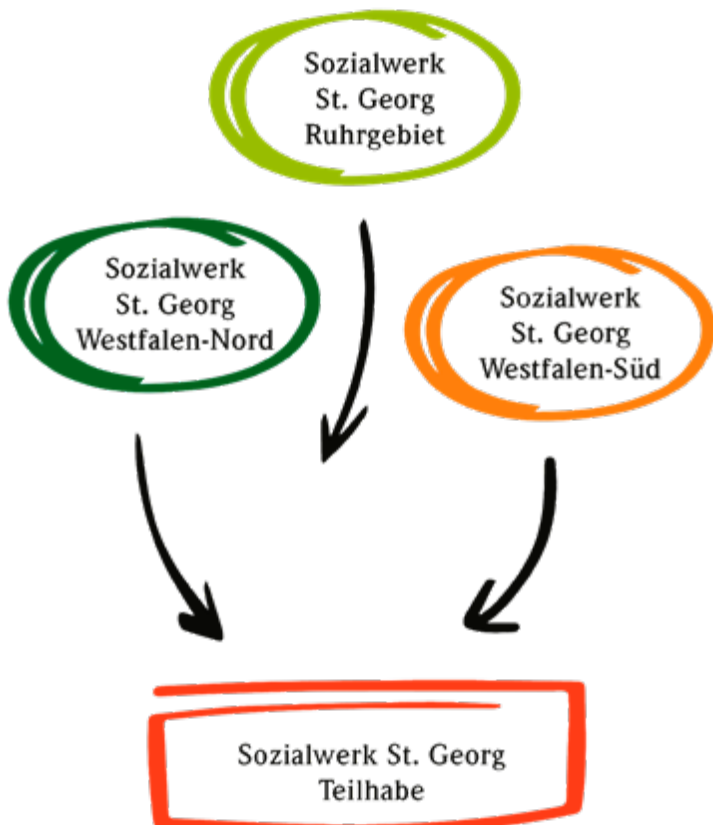 Sozialwerk
St. Georg
Ruhrgebiet
Sozialwerk
St. Georg
Westfalen-Nord
Sozialwerk
St. Georg
Westfalen-Süd
Sozialwerk St. Georg
Teilhabe